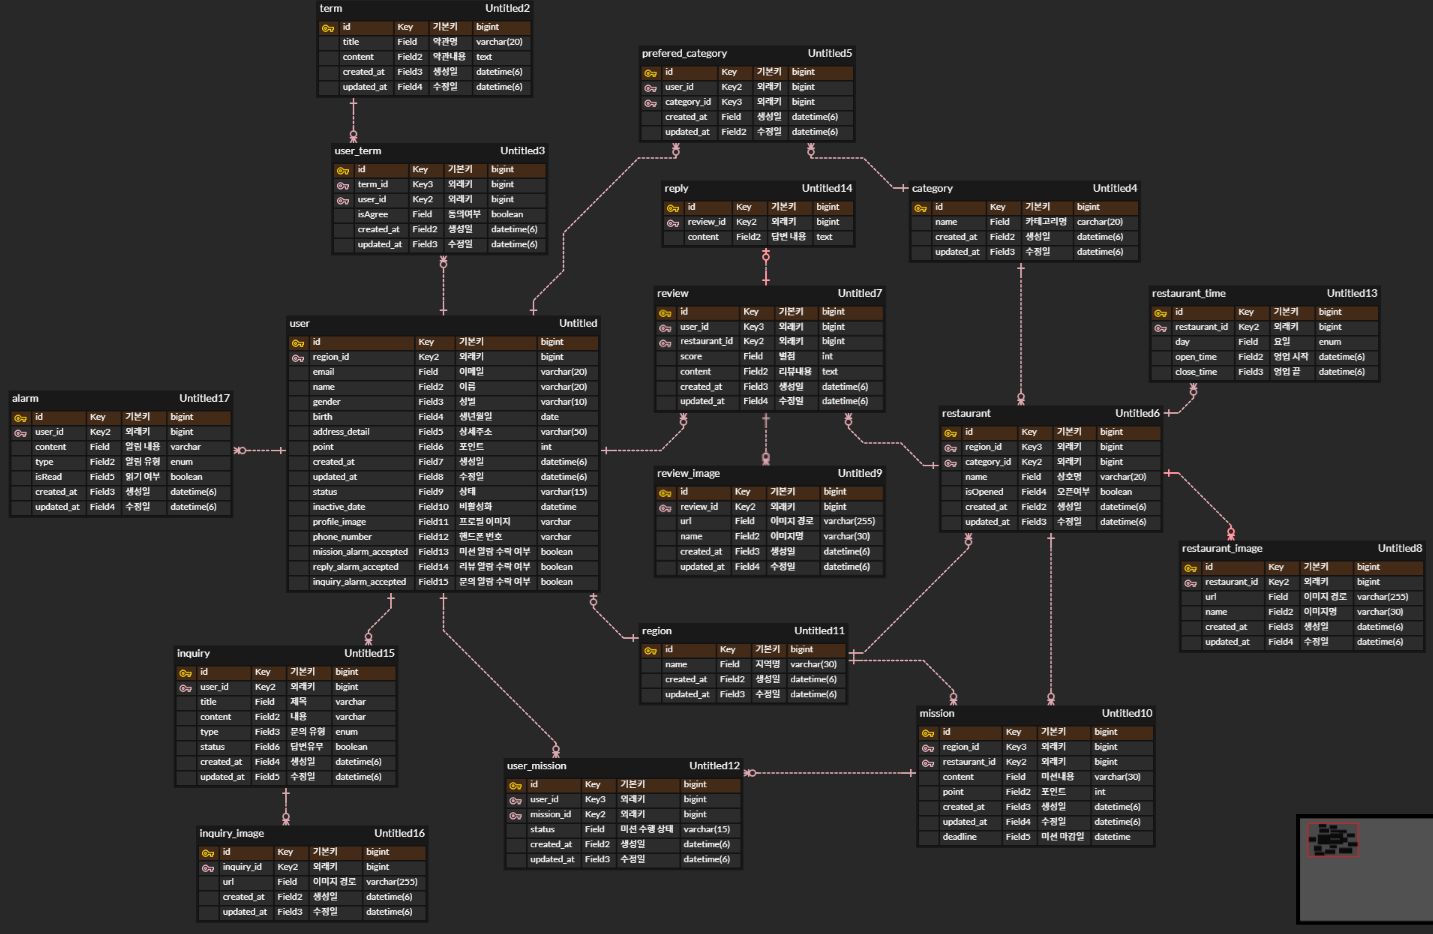 term Untitled2
id Key 기본키 bigint
title Field 약관명 varchar(20)
content Field2 약관내용 text
created_at Field3 생성일 datetime(6)
updated_at Field4 수정일 datetime(6)
prefered_category Untitled5
id Key 기본키 bigint
user_id Key2 외래키 bigint
category_id Key3 외래키 bigint
created_at Field 생성일 datetime(6)
updated_at Field2 수정일 datetime(6)
user_term Untitled3
id Key 기본키 bigint
term_id Key3 외래키 bigint
user_id Key2 외래키 bigint
isAgree Field 동의여부 boolean
created_at Field2 생성일 datetime(6)
updated_at Field3 수정일 datetime(6)
reply Untitled14
id Key 기본키 bigint
review_id Key2 외래키 bigint
content Field2 답변 내용 text
category Untitled4
id Key 기본키 bigint
name Field 카테고리명 carchar(20)
created_at Field2 생성일 datetime(6)
updated_at Field3 수정일 datetime(6)
review Untitled7
id Key 기본키 bigint
user_id Key3 외래키 bigint
restaurant_id Key2 외래키 bigint
score Field 별점 int
content Field2 리뷰내용 text
created_at Field3 생성일 datetime(6)
updated_at Field4 수정일 datetime(6)
restaurant_time Untitled13
id Key 기본키 bigint
restaurant_id Key2 외래키 bigint
day Field 요일 enum
open_time Field2 영업 시작 datetime(6)
close_time Field3 영업 끝 datetime(6)
user Untitled
id Key 기본키 bigint
region_id Key2 외래키 bigint
email Field 이메일 varchar(20)
name Field2 이름 varchar(20)
gender Field3 성별 varchar(10)
birth Field4 생년월일 date
address_detail Field5 상세주소 varchar(50)
point Field6 포인트 int
created_at Field7 생성일 datetime(6)
updated_at Field8 수정일 datetime(6)
status Field9 상태 varchar(15)
inactive_date Field10 비활성화 datetime
profile_image Field11 프로필 이미지 varchar
phone_number Field12 핸드폰 번호 varchar
mission_alarm_accepted Field13 미션 알람 수락 여부 boolean
reply_alarm_accepted Field14 리뷰 알람 수락 여부 boolean
inquiry_alarm_accepted Field15 문의 알람 수락 여부 boolean
alarm Untitled17
id Key 기본키 bigint
user_id Key2 외래키 bigint
content Field 알림 내용 varchar
type Field2 알림 유형 enum
isRead Field5 읽기 여부 boolean
created_at Field3 생성일 datetime(6)
updated_at Field4 수정일 datetime(6)
restaurant Untitled6
id Key 기본키 bigint
region_id Key3 외래키 bigint
category_id Key2 외래키 bigint
name Field 상호명 varchar(20)
isOpened Field4 오픈여부 boolean
created_at Field2 생성일 datetime(6)
updated_at Field3 수정일 datetime(6)
review_image Untitled9
id Key 기본키 bigint
review_id Key2 외래키 bigint
url Field 이미지 경로 varchar(255)
name Field2 이미지명 varchar(30)
created_at Field3 생성일 datetime(6)
updated_at Field4 수정일 datetime(6)
restaurant_image Untitled8
id Key 기본키 bigint
restaurant_id Key2 외래키 bigint
url Field 이미지 경로 varchar(255)
name Field2 이미지명 varchar(30)
created_at Field3 생성일 datetime(6)
updated_at Field4 수정일 datetime(6)
region Untitled11
id Key 기본키 bigint
name Field 지역명 varchar(30)
created_at Field2 생성일 datetime(6)
updated_at Field3 수정일 datetime(6)
inquiry Untitled15
id Key 기본키 bigint
user_id Key2 외래키 bigint
title Field 제목 varchar
content Field2 내용 varchar
type Field3 문의 유형 enum
status Field6 답변유무 boolean
created_at Field4 생성일 datetime(6)
updated_at Field5 수정일 datetime(6)
mission Untitled10
id Key 기본키 bigint
region_id Key3 외래키 bigint
restaurant_id Key2 외래키 bigint
content Field 미션내용 varchar(30)
point Field2 포인트 int
created_at Field3 생성일 datetime(6)
updated_at Field4 수정일 datetime(6)
deadline Field5 미션 마감일 datetime
user_mission Untitled12
id Key 기본키 bigint
user_id Key3 외래키 bigint
mission_id Key2 외래키 bigint
status Field 미션 수행 상태 varchar(15)
created_at Field2 생성일 datetime(6)
updated_at Field3 수정일 datetime(6)
inquiry_image Untitled16
id Key 기본키 bigint
inquiry_id Key2 외래키 bigint
url Field 이미지 경로 varchar(255)
created_at Field2 생성일 datetime(6)
updated_at Field3 수정일 datetime(6)